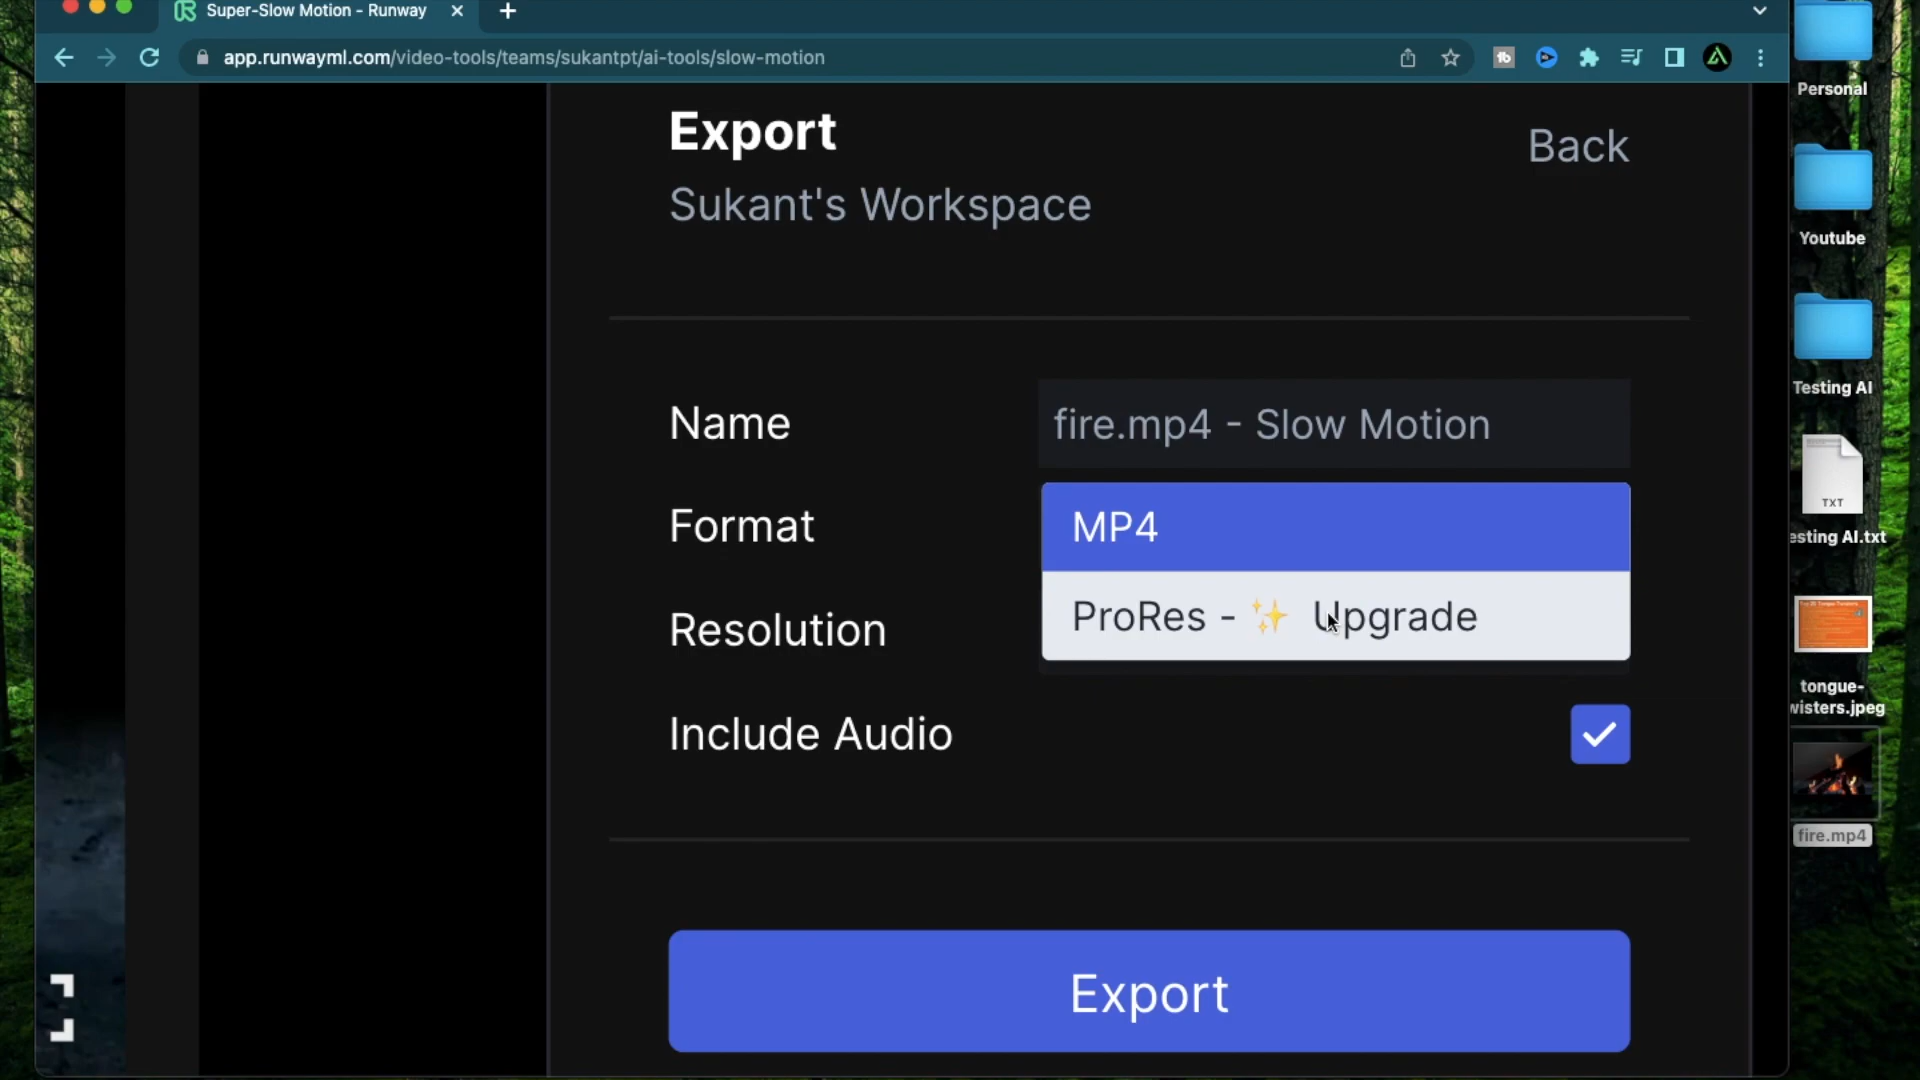 Super-Slow Motion - Runway
app.runwayml.com/video-tools/teams/sukantpt/ai-tools/slow-motion
Export
Back
Sukant's Workspace
Name
fire.mp4 - Slow Motion
Format
MP4
ProRes - ✨ Upgrade
Resolution
Include Audio
Export
Personal
Youtube
Testing AI
TXT
esting AI.txt
tongue-
wisters.jpeg
fire.mp4